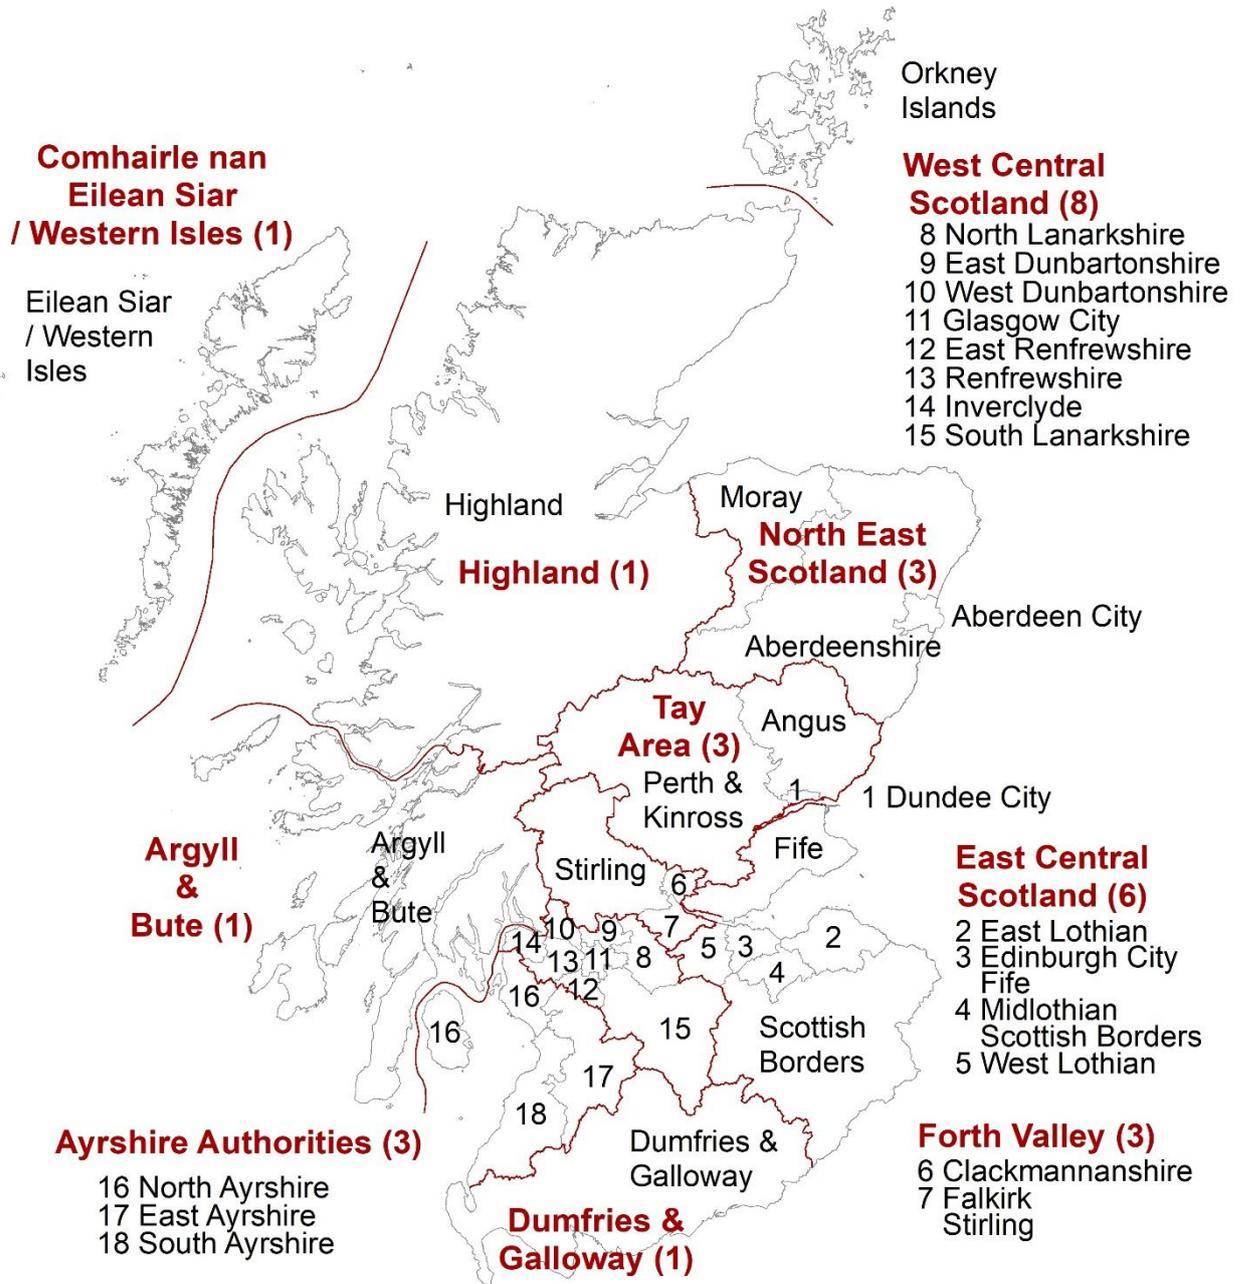 Orkney
Islands
Comhairle nan
Eilean Siar
/ Western Isles (1)
Eilean Siar
/ Western
Isles
West Central
Scotland (8)
8 North Lanarkshire
9 East Dunbartonshire
10 West Dunbartonshire
11 Glasgow City
12 East Renfrewshire
13 Renfrewshire
14 Inverclyde
15 South Lanarkshire
Highland
Highland (1)
Moray
North East
Scotland (3)
Aberdeen City
Aberdeenshire
Tay
Area (3)
Angus
Perth &
Kinross
1
1 Dundee City
Argyll
&
Bute (1)
Argyll
&
Bute
Stirling
Fife
6
7
10
9
14
13
11
8
5
3
2
4
12
16
16
15
17
18
Scottish
Borders
East Central
Scotland (6)
2 East Lothian
3 Edinburgh City
Fife
4 Midlothian
Scottish Borders
5 West Lothian
Ayrshire Authorities (3)
16 North Ayrshire
17 East Ayrshire
18 South Ayrshire
Dumfries &
Galloway
Dumfries &
Galloway (1)
Forth Valley (3)
6 Clackmannanshire
7 Falkirk
Stirling